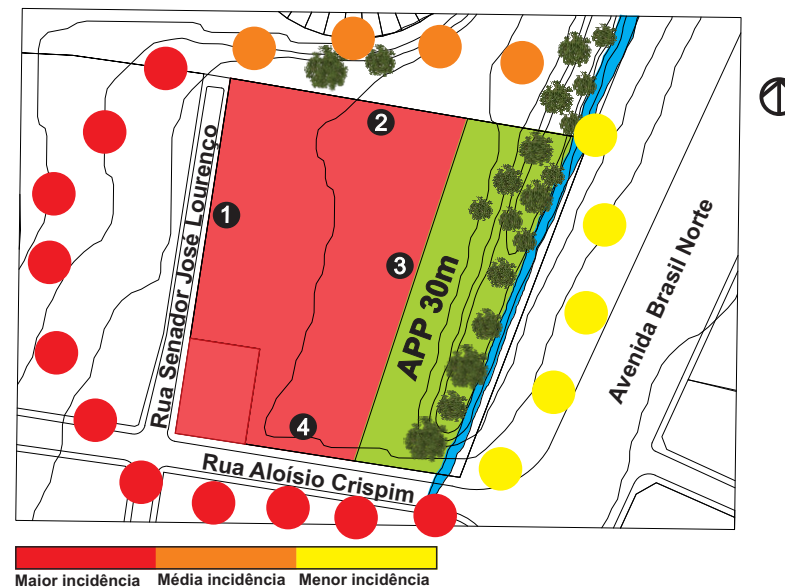 2
Rua Senador José Lourenço
1
3
APP 30m
Avenida Brasil Norte
4
Rua Aloísio Crispim
Maior incidência Média incidência Menor incidência